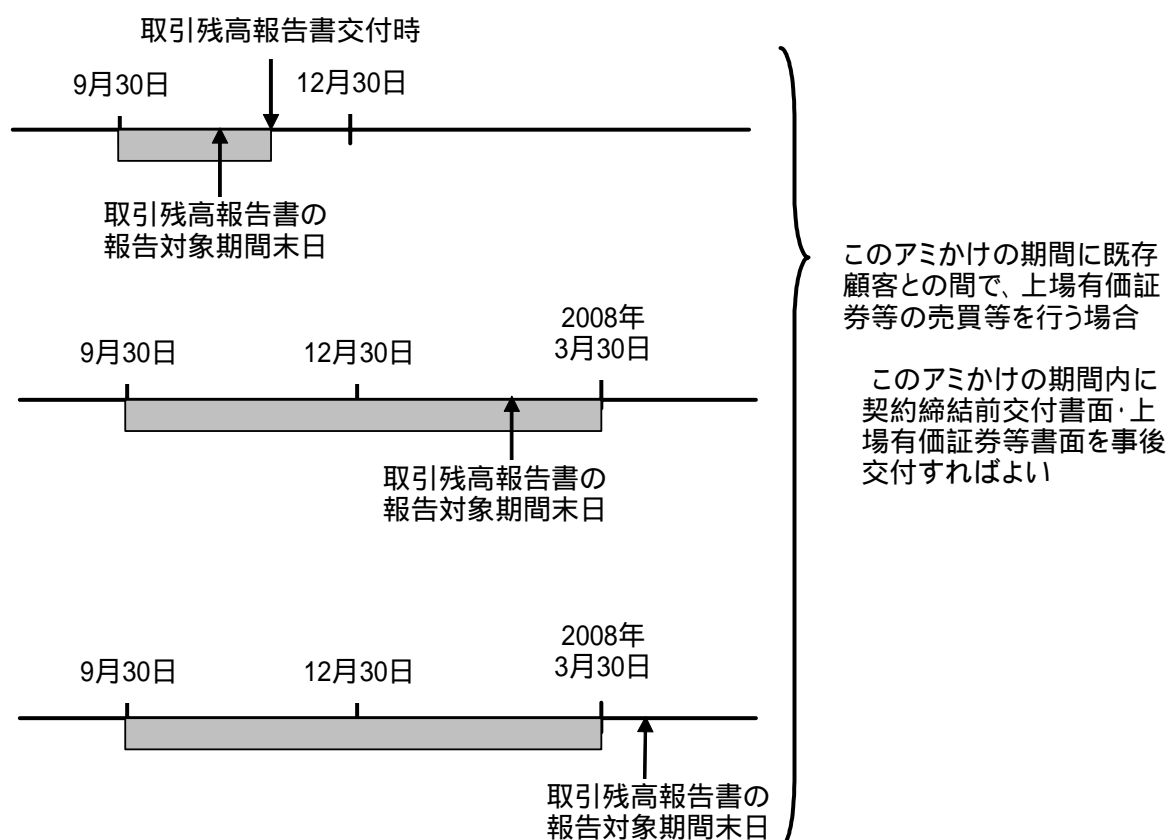 取引残高報告書交付時
9月30日
12月30日
取引残高報告書の
報告対象期間末日
2008年
3月30日
9月30日
12月30日
取引残高報告書の
報告対象期間末日
2008年
3月30日
9月30日
12月30日
取引残高報告書の
報告対象期間末日
このアミかけの期間に既存
顧客との間で、上場有価証
券等の売買等を行う場合
このアミかけの期間内に
契約締結前交付書面・上
場有価証券等書面を事後
交付すればよい